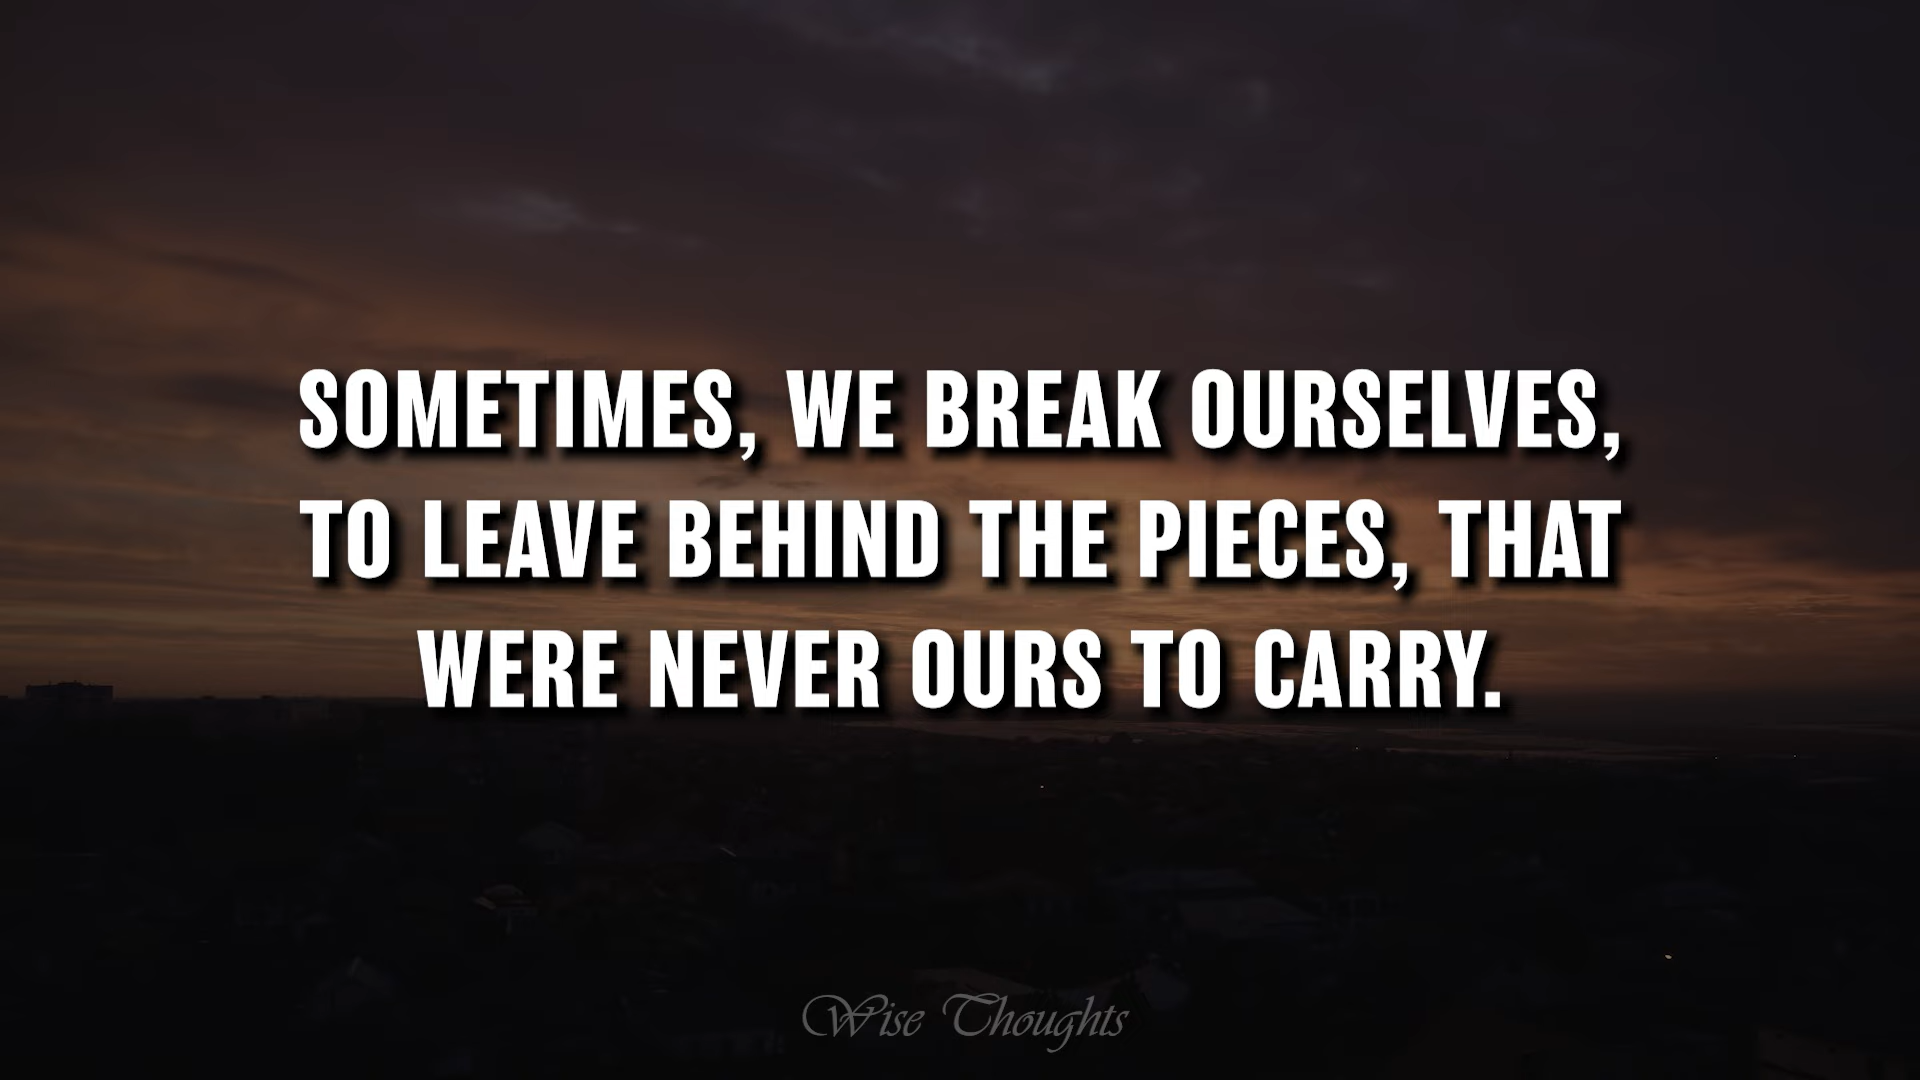 SOMETIMES, WE BREAK OURSELVES,
TO LEAVE BEHIND THE PIECES, THAT
WERE NEVER OURS TO CARRY.
Wise Thoughts